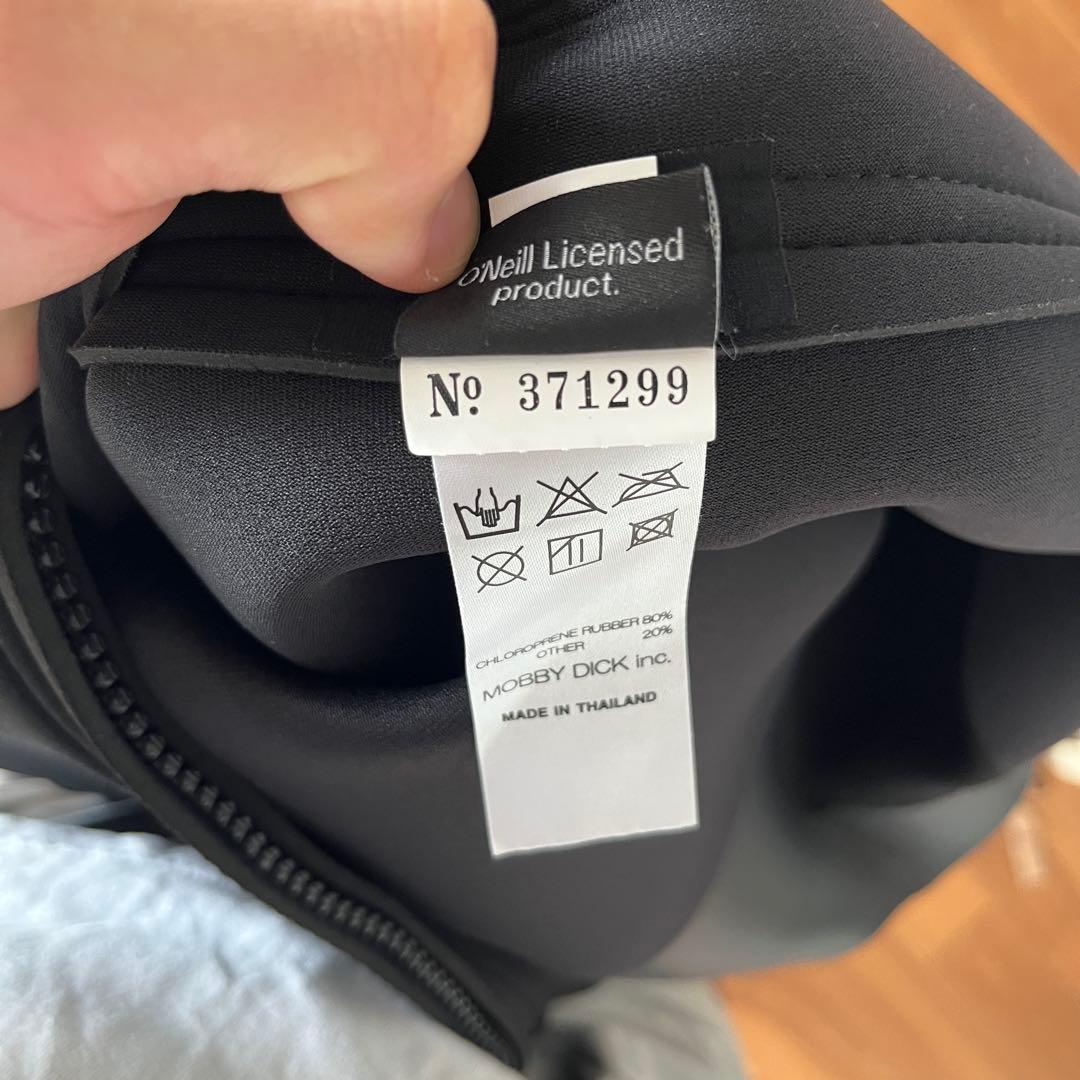 O'Neill Licensed
product.
No. 371299
CHLOROPRENE RUBBER 80%
OTHER 20%
MOBBY DICK inc.
MADE IN THAILAND